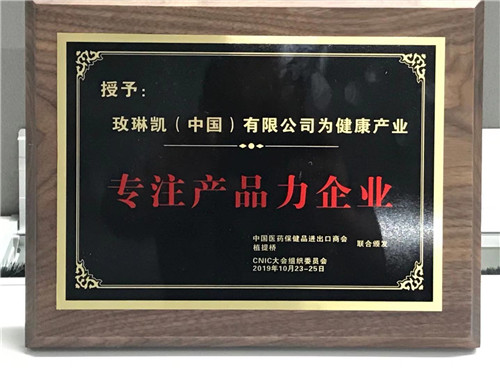 授予：
玫琳凯（中国）有限公司为健康产业
专注产品力企业
中国医药保健品进出口商会
植提桥
联合颁发
CNIC大会组织委员会
2019年10月23-25日